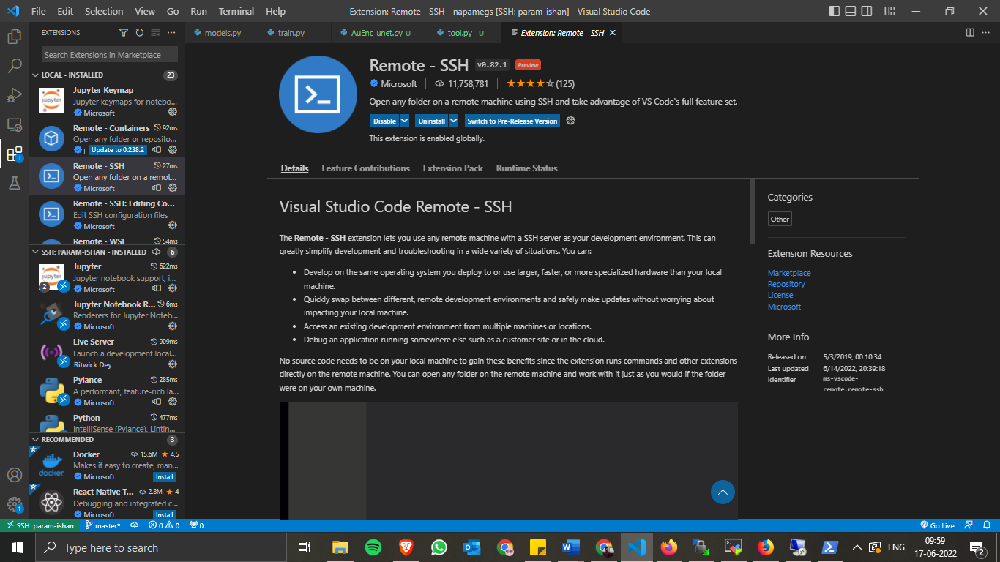 File Edit Selection View Go Run Terminal Help
Extension: Remote - SSH - napamegs [SSH: param-ishan] - Visual Studio Code
EXTENSIONS
models.py
train.py
AuEnc_unet.py U
tool.py U
Extension: Remote - SSH
Search Extensions in Marketplace
LOCAL - INSTALLED 23
Jupyter Keymap
Jupyter keymaps for notebo...
Microsoft
Remote - Containers 92ms
Open any folder or reposito...
Update to 0.238.2
Remote - SSH 27ms
Open any folder on a remot...
Microsoft
Remote - SSH: Editing Co...
Edit SSH configuration files
Microsoft
Remote - WSL 54ms
SSH: PARAM-ISHAN - INSTALLED 6
Jupyter 622ms
Jupyter notebook support, i...
2
Microsoft
Jupyter Notebook R... 6ms
Renderers for Jupyter Noteb...
Microsoft
Live Server 909ms
Launch a development local...
Ritwick Dey
Pylance 285ms
A performant, feature-rich la...
Microsoft
Python 477ms
IntelliSense (Pylance), Lintin...
RECOMMENDED 3
Docker 15.6M 4.5
Makes it easy to create, man...
docker
Microsoft Install
React Native T... 2.8M 4
Debugging and integrated c...
Microsoft Install
1
1
Remote - SSH v0.82.1 Preview
Microsoft 11,758,781 (125)
Open any folder on a remote machine using SSH and take advantage of VS Code's full feature set.
Disable Uninstall Switch to Pre-Release Version
This extension is enabled globally.
Details Feature Contributions Extension Pack Runtime Status
Visual Studio Code Remote - SSH
The Remote - SSH extension lets you use any remote machine with a SSH server as your development environment. This can
greatly simplify development and troubleshooting in a wide variety of situations. You can:
• Develop on the same operating system you deploy to or use larger, faster, or more specialized hardware than your local
machine.
• Quickly swap between different, remote development environments and safely make updates without worrying about
impacting your local machine.
• Access an existing development environment from multiple machines or locations.
• Debug an application running somewhere else such as a customer site or in the cloud.
No source code needs to be on your local machine to gain these benefits since the extension runs commands and other extensions
directly on the remote machine. You can open any folder on the remote machine and work with it just as you would if the folder
were on your own machine.
Categories
Other
Extension Resources
Marketplace
Repository
License
Microsoft
More Info
Released on 5/3/2019, 00:10:34
Last updated 6/14/2022, 20:39:18
Identifier ms-vscode-
remote.remote-ssh
SSH: param-ishan master* 0 0 0 Go Live
Type here to search
ENG
09:59
17-06-2022
2